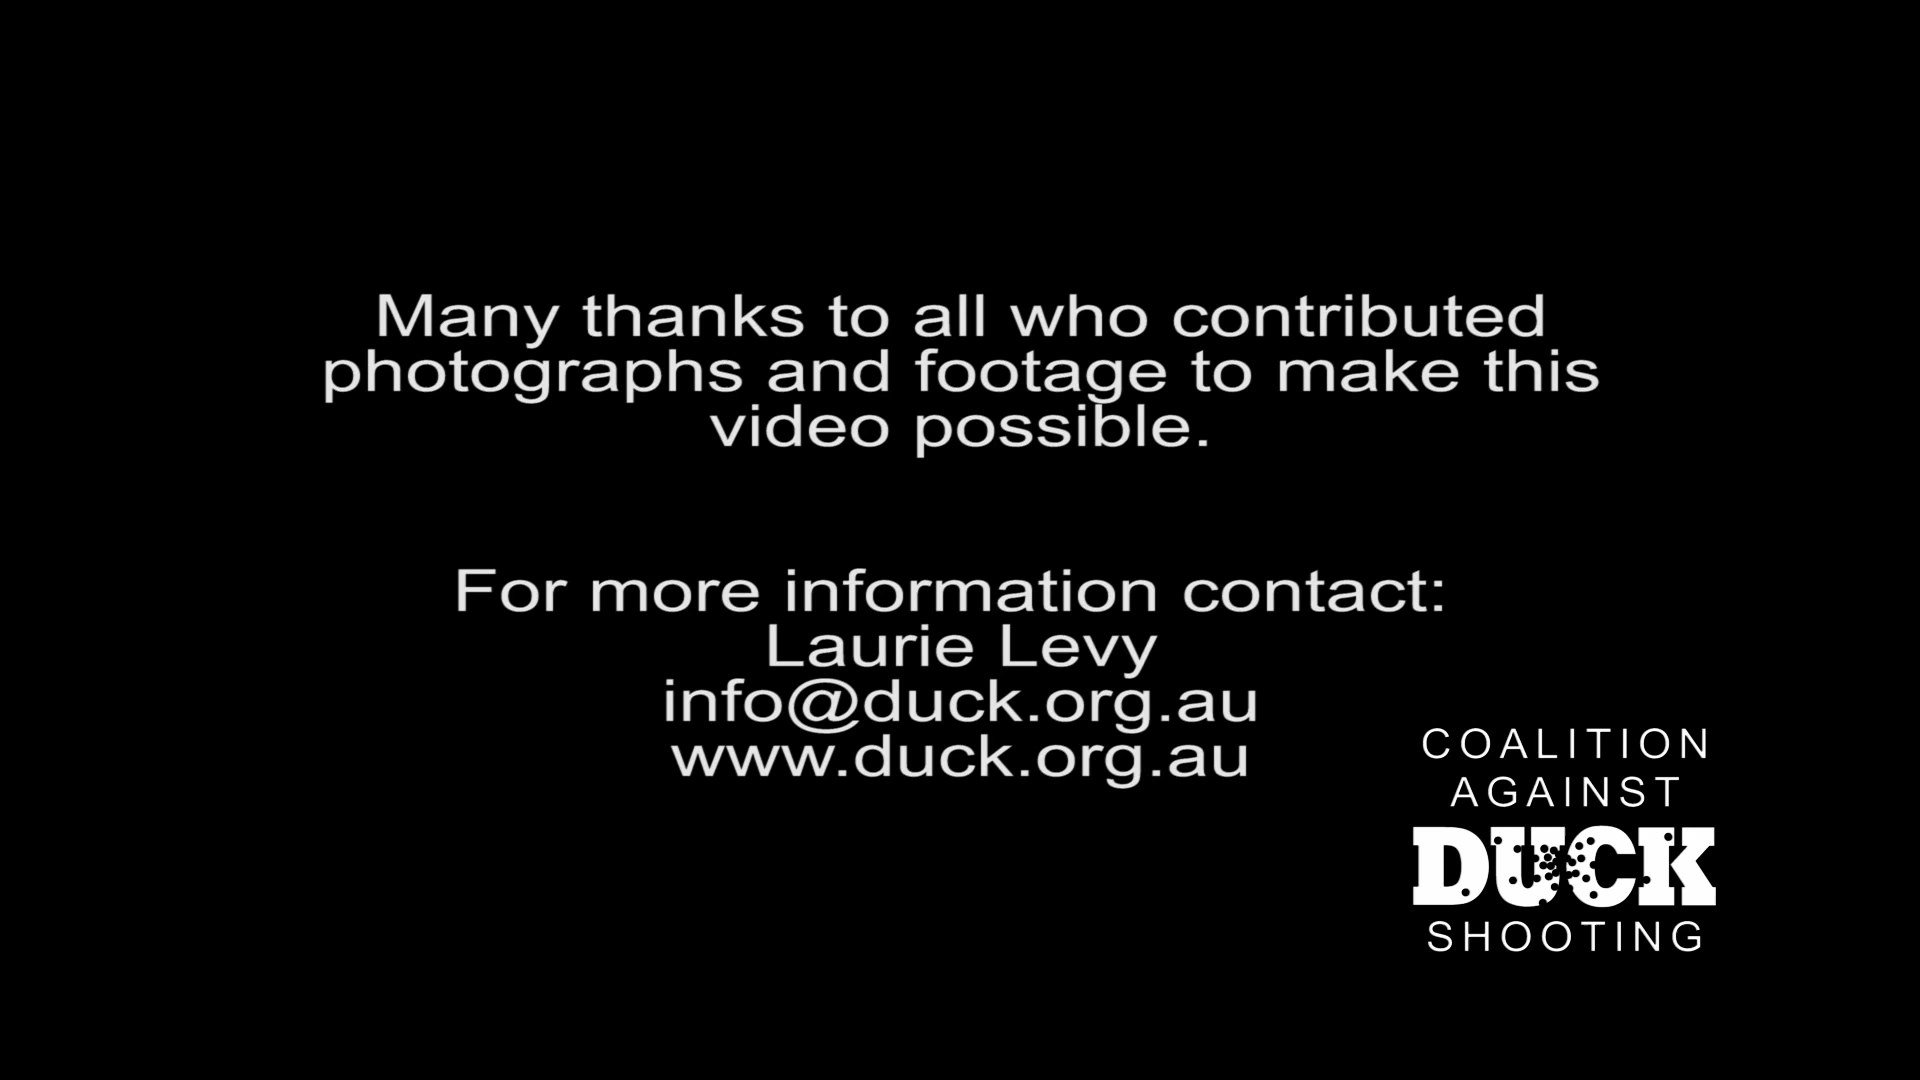 Many thanks to all who contributed
photographs and footage to make this
video possible.
For more information contact:
Laurie Levy
info@duck.org.au
www.duck.org.au
COALITION
AGAINST
DUCK
SHOOTING